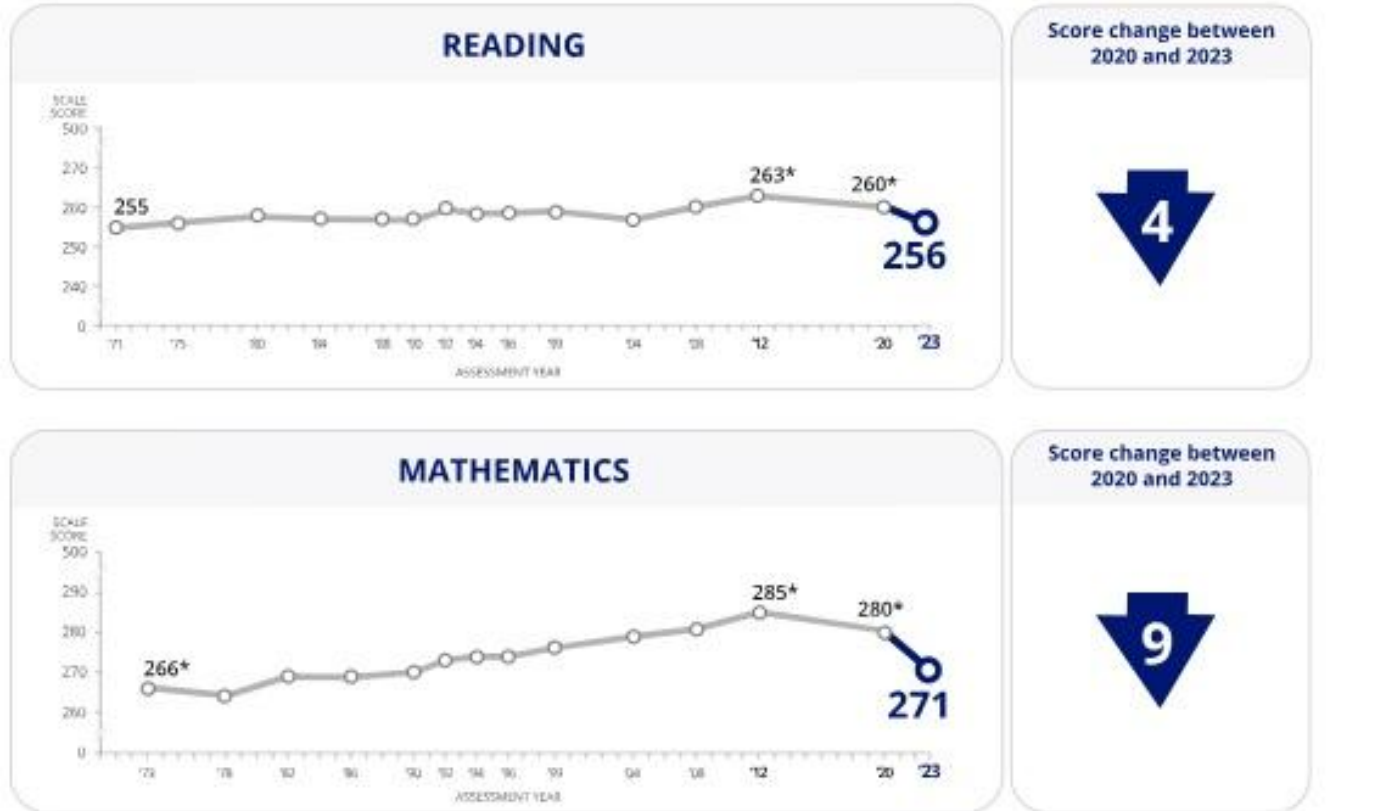 READING
Score change between
2020 and 2023
SCALE
SCORE
500
270
260
250
240
0
255
263*
260*
256
4
'71 '75 '80 '84 '88 '90 '92 '94 '96 '99 '04 '08 '12 '20 '23
ASSESSMENT YEAR
MATHEMATICS
Score change between
2020 and 2023
SCALE
SCORE
500
290
280
270
260
0
266*
285*
280*
271
9
'73 '78 '82 '86 '90 '92 '94 '96 '99 '04 '08 '12 '20 '23
ASSESSMENT YEAR